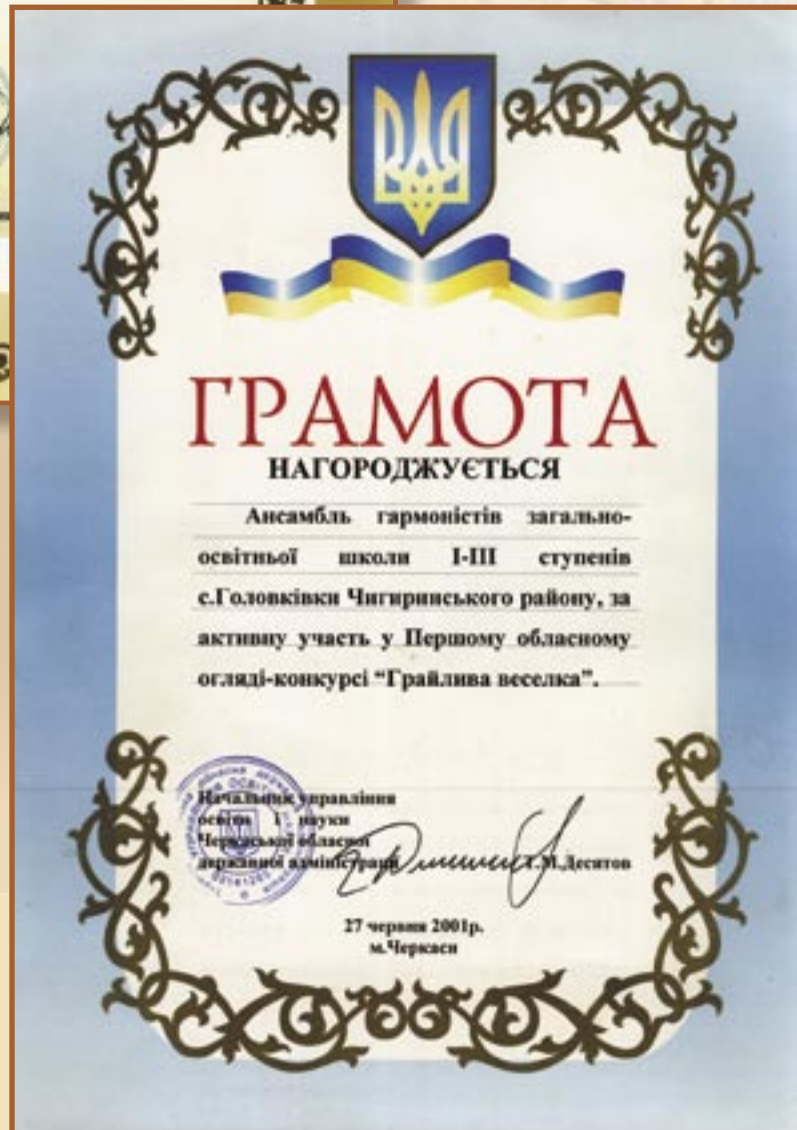 ГРАМОТА
НАГОРОДЖУЄТЬСЯ
Ансамбль гармоністів загально-
освітньої школи І-ІІІ ступенів
с.Головківки Чигиринського району, за
активну участь у Першому обласному
огляді-конкурсі “Грайлива веселка”.
Начальник управління
освіти і науки
Черкаської обласної
державної адміністрації Т.М.Десятов
27 червня 2001р.
м.Черкаси